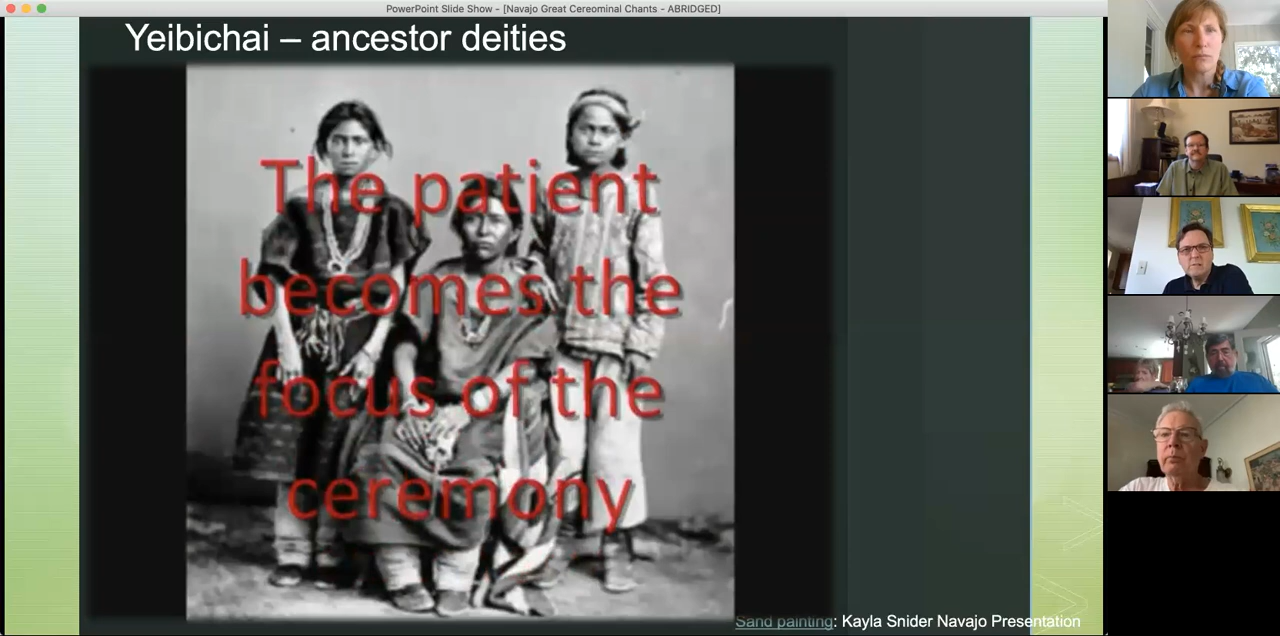 PowerPoint Slide Show - [Navajo Great Cereominal Chants - ABRIDGED]
Yeibichai – ancestor deities
The patient
becomes the
focus of the
ceremony
Sand painting: Kayla Snider Navajo Presentation